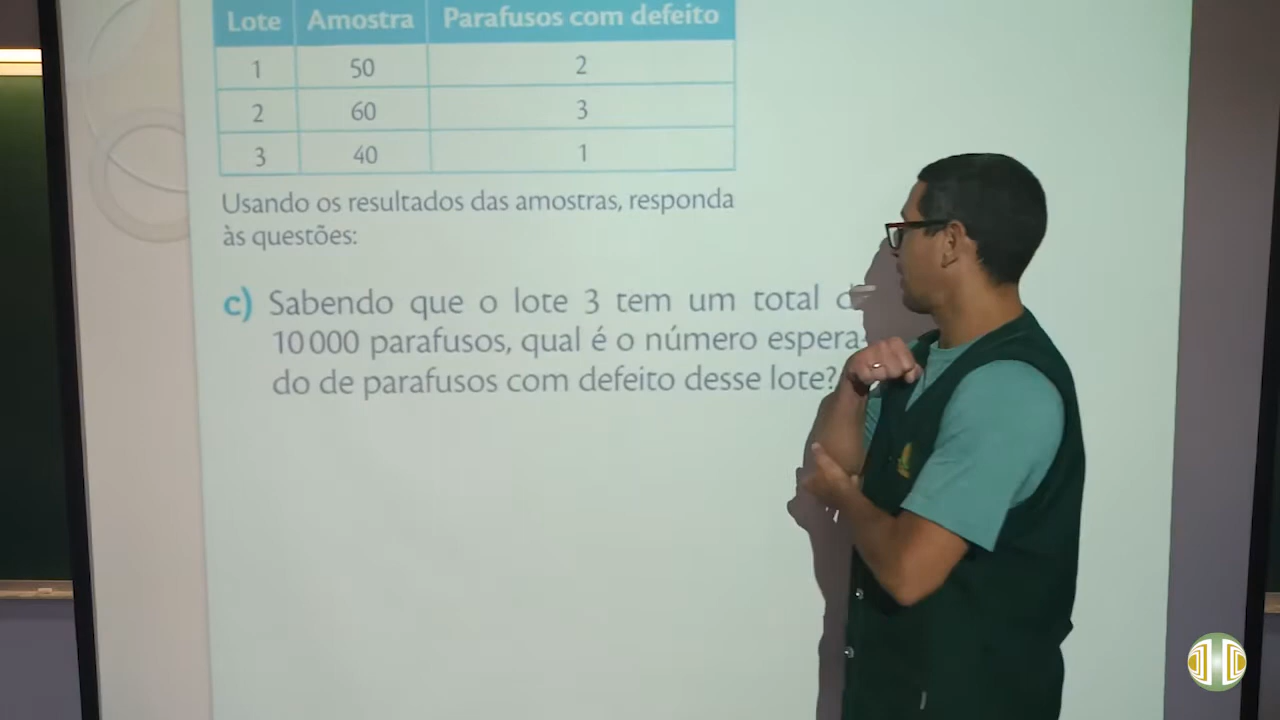 Lote Amostra Parafusos com defeito
1 50 2
2 60 3
3 40 1
Usando os resultados das amostras, responda
às questões:
c) Sabendo que o lote 3 tem um total
10 000 parafusos, qual é o número espera-
do de parafusos com defeito desse lote?